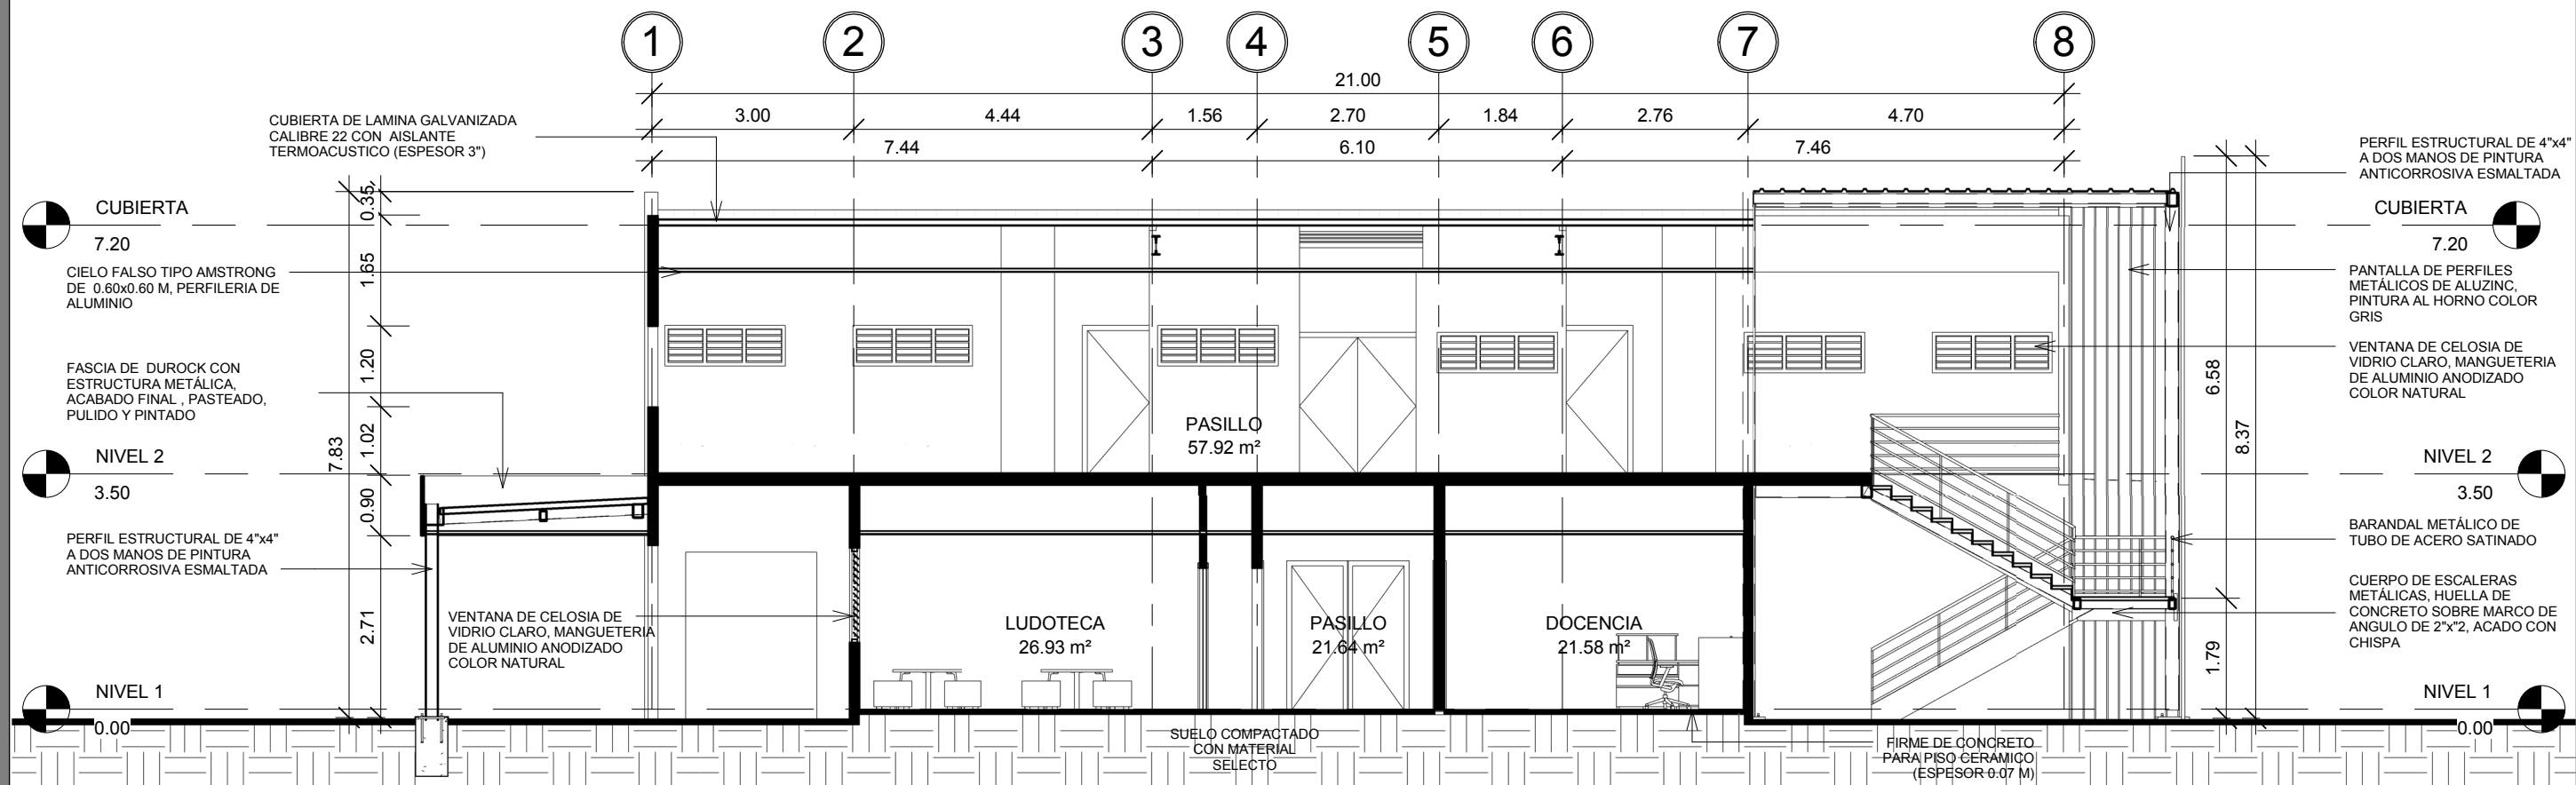 1 2 3 4 5 6 7 8
21.00
3.00 4.44 1.56 2.70 1.84 2.76 4.70
7.44 6.10 7.46
CUBIERTA DE LAMINA GALVANIZADA
CALIBRE 22 CON AISLANTE
TERMOACUSTICO (ESPESOR 3")
CUBIERTA
7.20
CIELO FALSO TIPO AMSTRONG
DE 0.60x0.60 M, PERFILERIA DE
ALUMINIO
FASCIA DE DUROCK CON
ESTRUCTURA METÁLICA,
ACABADO FINAL , PASTEADO,
PULIDO Y PINTADO
NIVEL 2
3.50
PERFIL ESTRUCTURAL DE 4"x4"
A DOS MANOS DE PINTURA
ANTICORROSIVA ESMALTADA
NIVEL 1
0.00
7.83
0.35
1.65
1.20
1.02
0.90
2.71
VENTANA DE CELOSIA DE
VIDRIO CLARO, MANGUETERIA
DE ALUMINIO ANODIZADO
COLOR NATURAL
PASILLO
57.92 m²
LUDOTECA
26.93 m²
PASILLO
21.64 m²
DOCENCIA
21.58 m²
SUELO COMPACTADO
CON MATERIAL
SELECTO
FIRME DE CONCRETO
PARA PISO CERAMICO
(ESPESOR 0.07 M)
6.58
8.37
1.79
PERFIL ESTRUCTURAL DE 4"x4"
A DOS MANOS DE PINTURA
ANTICORROSIVA ESMALTADA
CUBIERTA
7.20
PANTALLA DE PERFILES
METÁLICOS DE ALUZINC,
PINTURA AL HORNO COLOR
GRIS
VENTANA DE CELOSIA DE
VIDRIO CLARO, MANGUETERIA
DE ALUMINIO ANODIZADO
COLOR NATURAL
NIVEL 2
3.50
BARANDAL METÁLICO DE
TUBO DE ACERO SATINADO
CUERPO DE ESCALERAS
METÁLICAS, HUELLA DE
CONCRETO SOBRE MARCO DE
ANGULO DE 2"x"2, ACADO CON
CHISPA
NIVEL 1
0.00